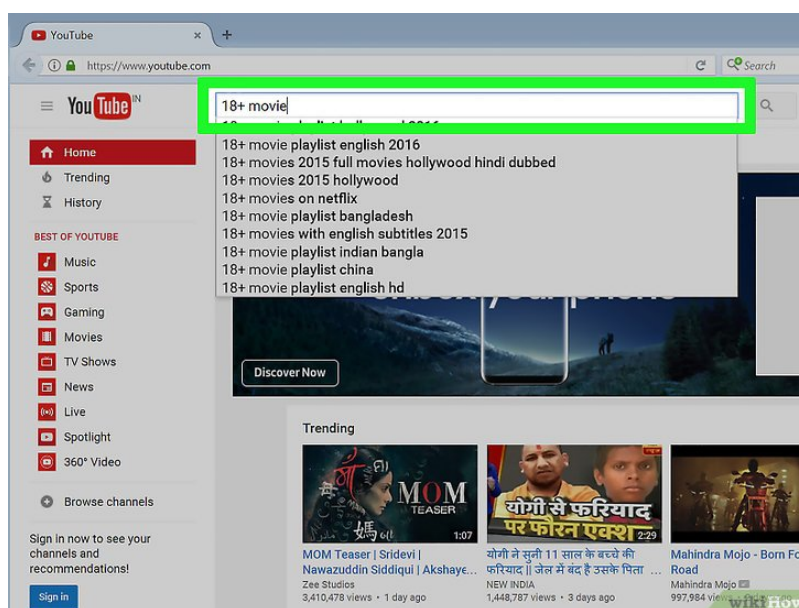 YouTube
https://www.youtube.com
Search
YouTube IN
18+ movie
18+ movie playlist english 2016
18+ movies 2015 full movies hollywood hindi dubbed
18+ movies 2015 hollywood
18+ movies on netflix
18+ movie playlist bangladesh
18+ movies with english subtitles 2015
18+ movie playlist indian bangla
18+ movie playlist china
18+ movie playlist english hd
Home
Trending
History
BEST OF YOUTUBE
Music
Sports
Gaming
Movies
TV Shows
News
Live
Spotlight
360° Video
Browse channels
Sign in now to see your
channels and
recommendations!
Sign in
your phone
Discover Now
Trending
माँ
MOM
TEASER
1:07
MOM Teaser | Sridevi |
Nawazuddin Siddiqui | Akshaye...
Zee Studios
3,410,478 views • 1 day ago
योगी से फरियाद
पर फौरन एक्शन
2:29
योगी ने सुनी 11 साल के बच्चे की
फरियाद || जेल में बंद है उसके पिता ...
NEW INDIA
1,448,787 views • 3 days ago
Mahindra Mojo - Born Fo
Road
Mahindra Mojo
997,984 views
wikiHow